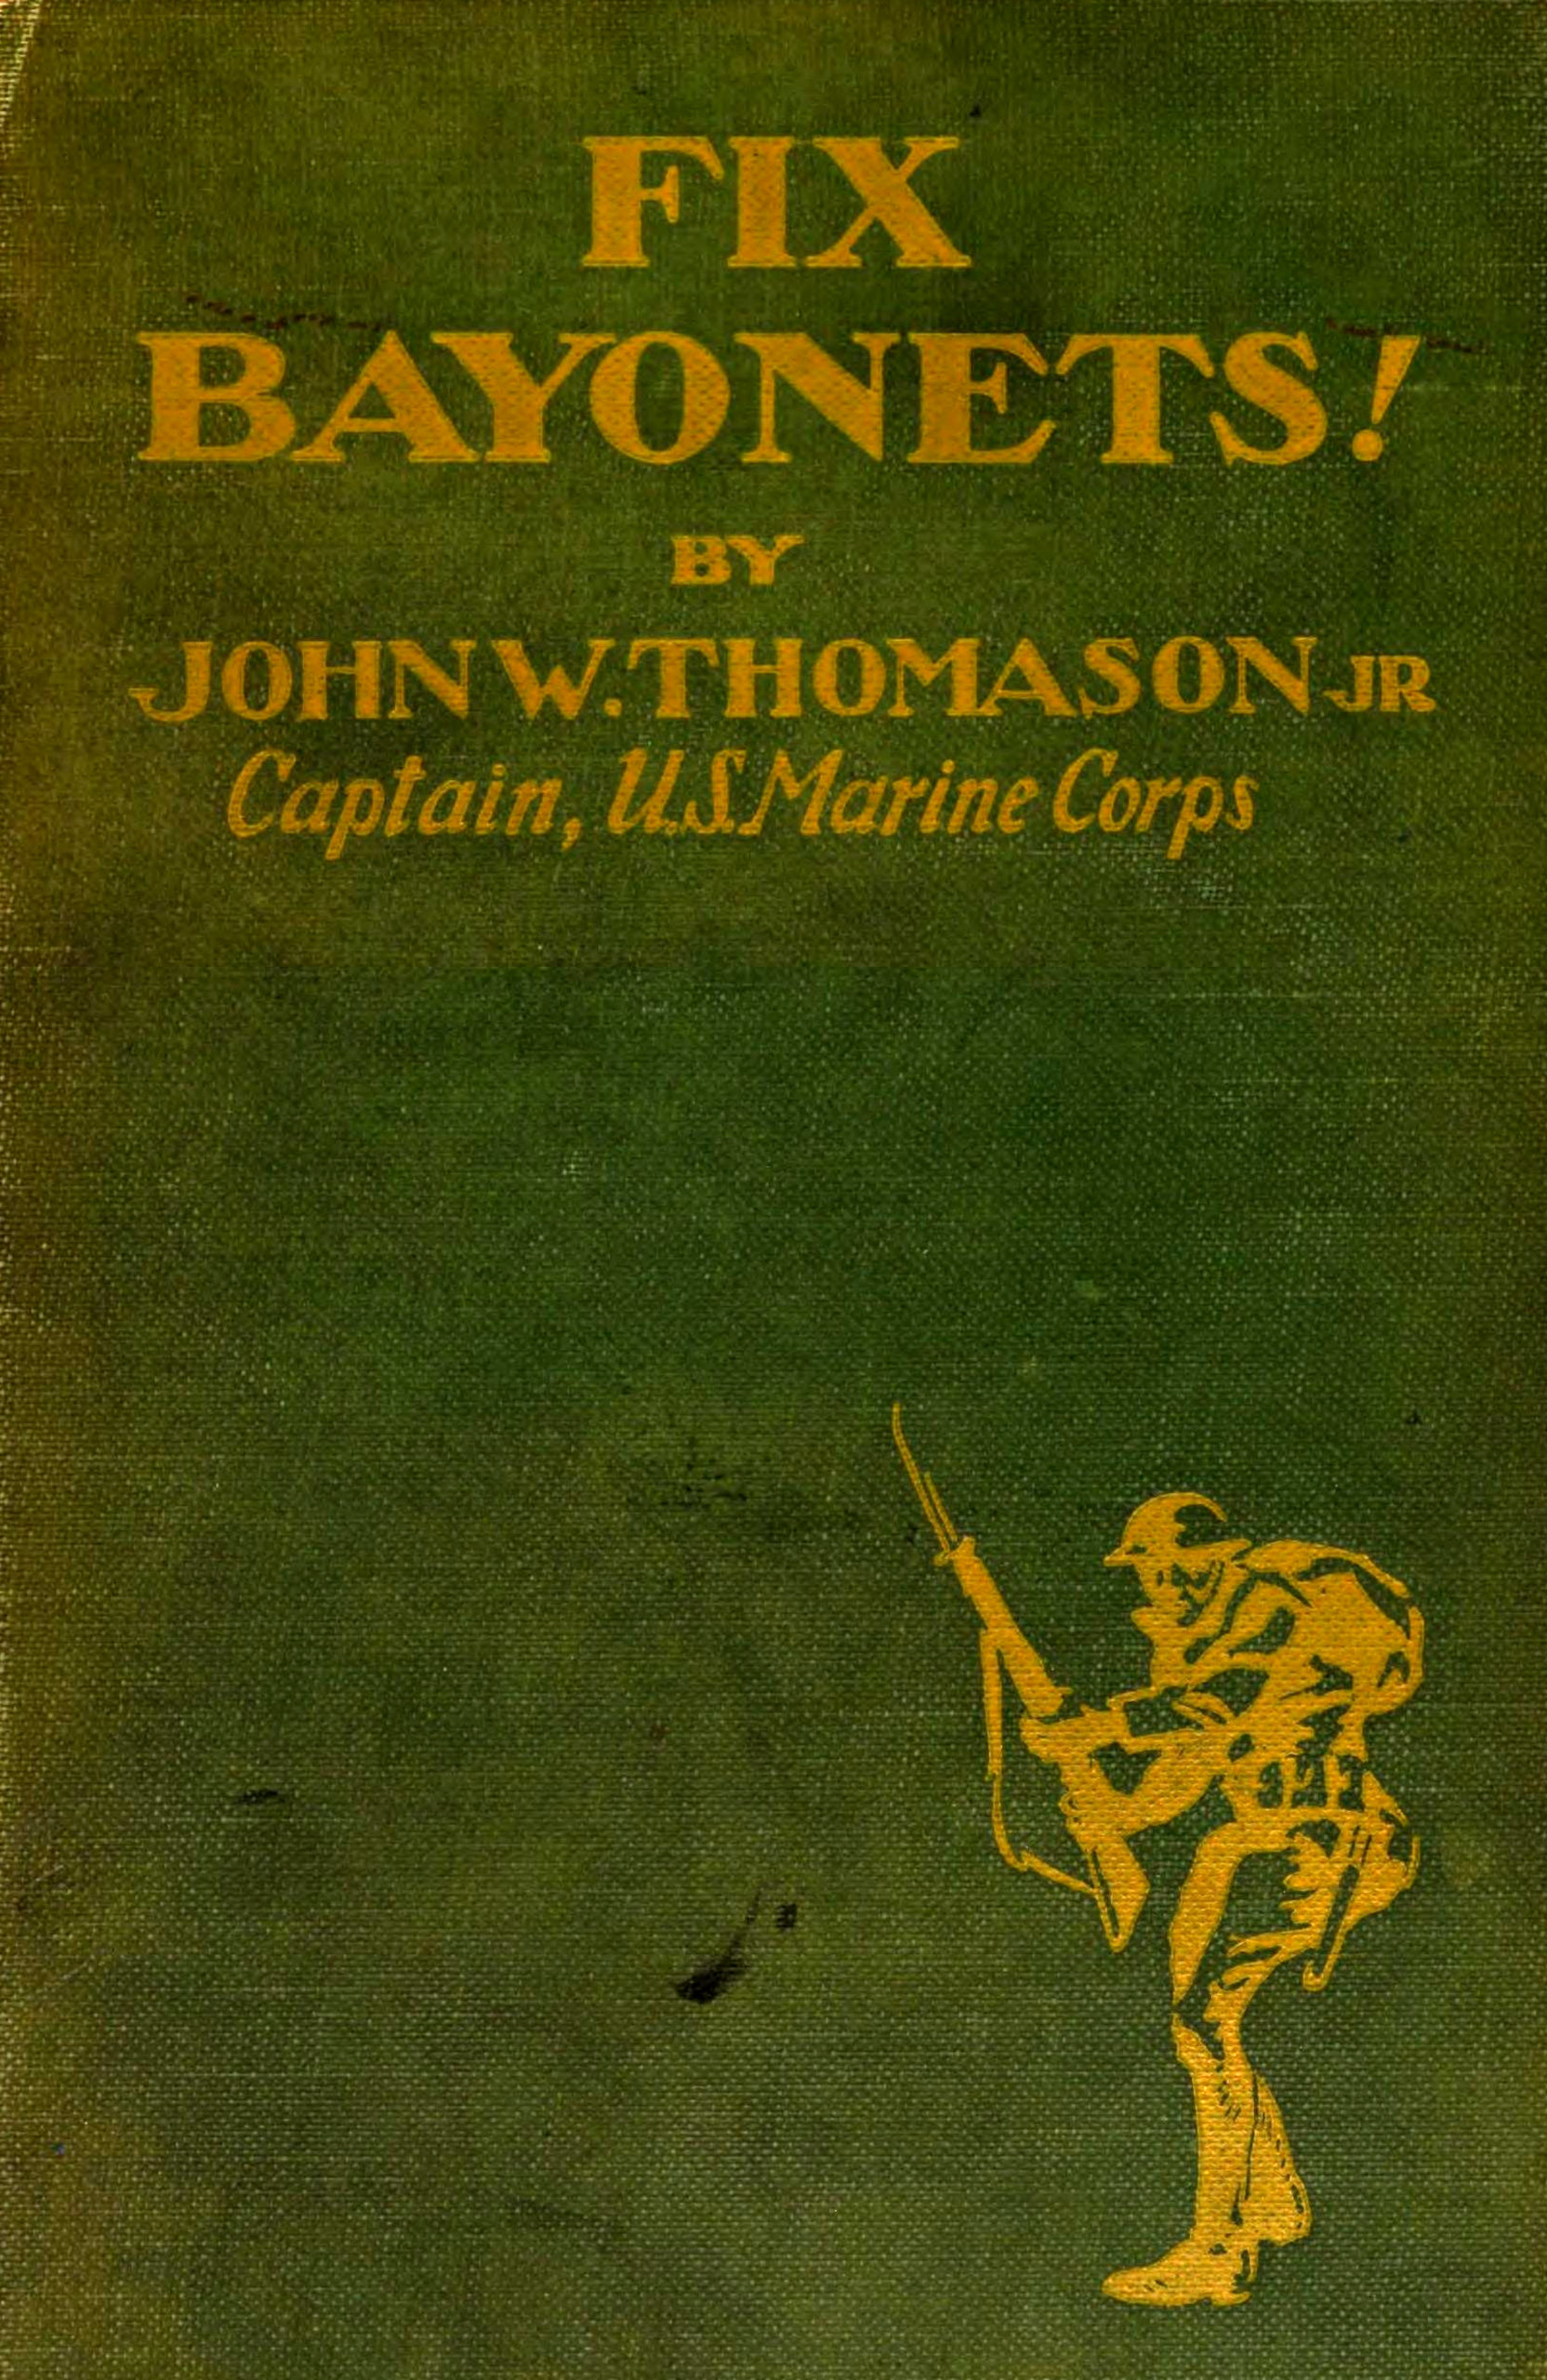 FIX
BAYONETS!
BY
JOHN W. THOMASON JR
Captain, U.S. Marine Corps